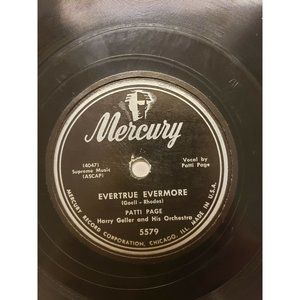 Mercury
(4047)
Supreme Music
(ASCAP)
Vocal by
Patti Page
EVERTRUE EVERMORE
(Goell - Rhodes)
PATTI PAGE
Harry Geller and His Orchestra
5579
MERCURY RECORD CORPORATION, CHICAGO, ILL. MADE IN U.S.A.